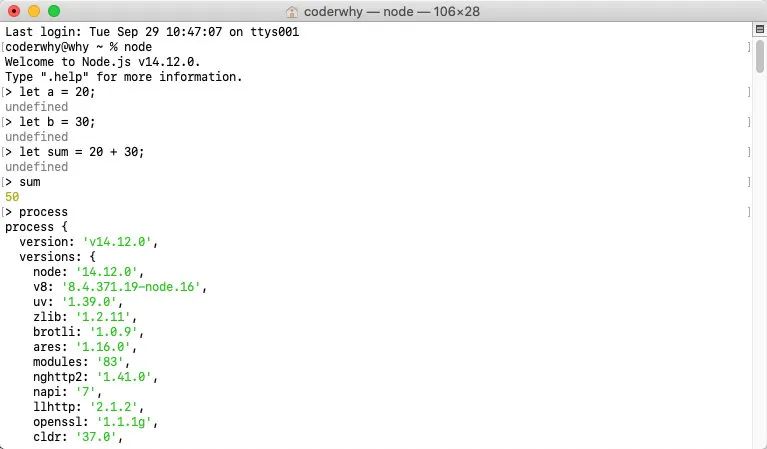 coderwhy — node — 106×28
Last login: Tue Sep 29 10:47:07 on ttys001
[coderwhy@why ~ % node ]
Welcome to Node.js v14.12.0.
Type ".help" for more information.
[> let a = 20; ]
undefined
[> let b = 30; ]
undefined
[> let sum = 20 + 30; ]
undefined
[> sum ]
50
[> process ]
process {
  version: 'v14.12.0',
  versions: {
    node: '14.12.0',
    v8: '8.4.371.19-node.16',
    uv: '1.39.0',
    zlib: '1.2.11',
    brotli: '1.0.9',
    ares: '1.16.0',
    modules: '83',
    nghttp2: '1.41.0',
    napi: '7',
    llhttp: '2.1.2',
    openssl: '1.1.1g',
    cldr: '37.0',